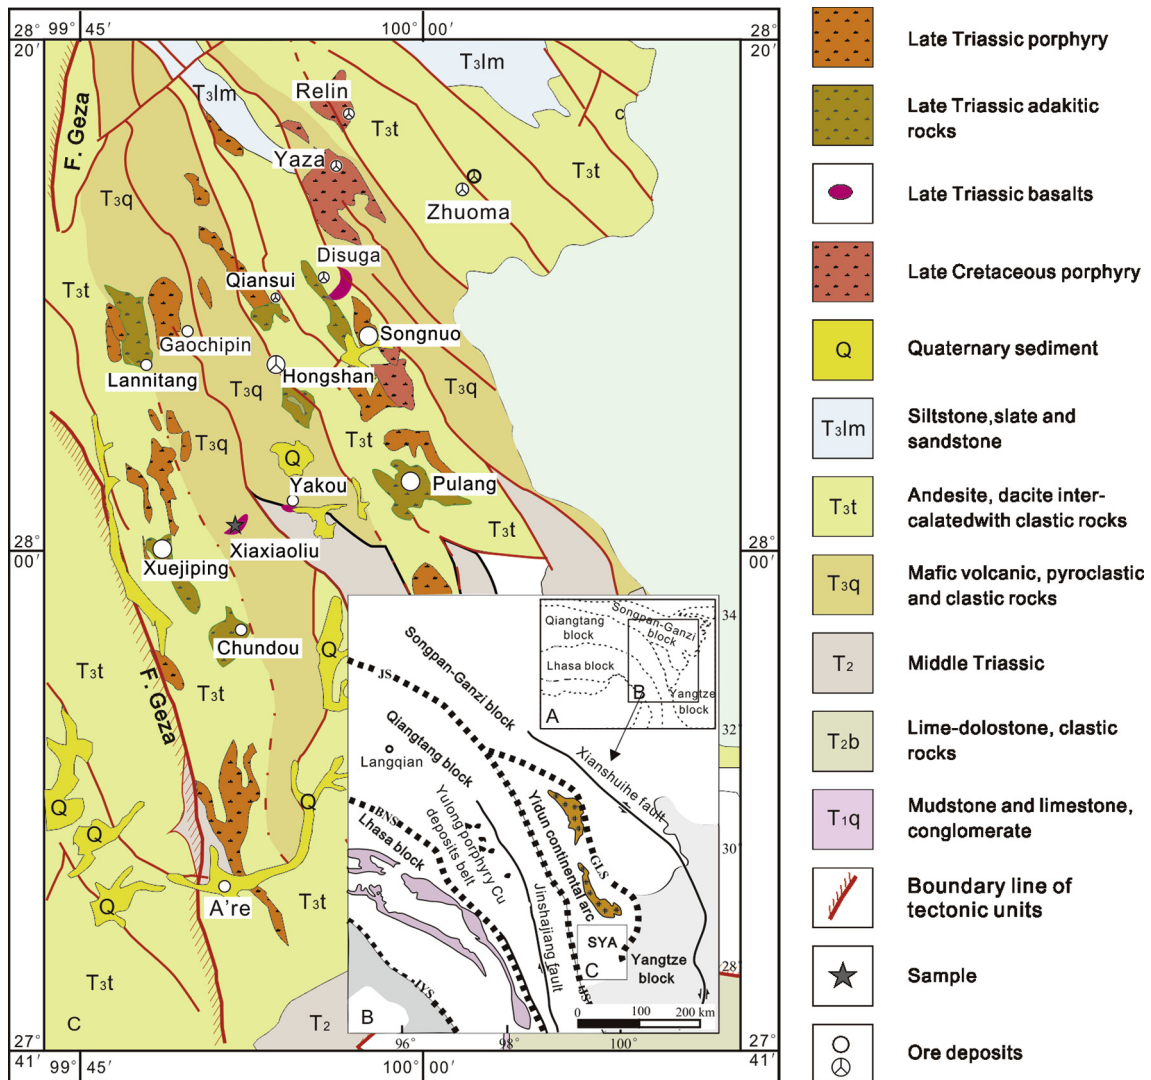 28° 99°45′ 100°00′ 28°
20′ 20′
F. Geza
T₃lm
T₃lm
Relin
T₃t
c
Yaza
T₃t
T₃q
Zhuoma
Disuga
Qiansui
T₃t
Songnuo
Gaochipin
Hongshan
Lannitang
T₃q
T₃q
T₃q
T₃t
Q
Yakou
Pulang
T₃t
Xiaxiaoliu
28° 28°
00′ 00′
Xuejiping
Chundou
Q
T₃t
T₃t
F. Geza
Q
Q
Q
Q
A're
T₃t
T₃t
C
T₂
27° 27°
41′ 41′
99°45′ 100°00′
Songpan-Ganzi block
Qiangtang block
Songpan-Ganzi block
Lhasa block
Yangtze block
A
B
34
32
30
28
JS
Qiangtang block
Langqian
Xianshuihe fault
BNS
Lhasa block
Yulong porphyry Cu deposits belt
Yidun continental arc
GLS
Jinshajiang fault
SYA
C
Yangtze block
IYS
JS
B
0 100 200 km
96° 98° 100°
Late Triassic porphyry
Late Triassic adakitic
rocks
Late Triassic basalts
Late Cretaceous porphyry
Q Quaternary sediment
T₃lm Siltstone,slate and
sandstone
T₃t Andesite, dacite inter-
calatedwith clastic rocks
T₃q Mafic volcanic, pyroclastic
and clastic rocks
T₂ Middle Triassic
T₂b Lime-dolostone, clastic
rocks
T₁q Mudstone and limestone,
conglomerate
Boundary line of
tectonic units
Sample
Ore deposits